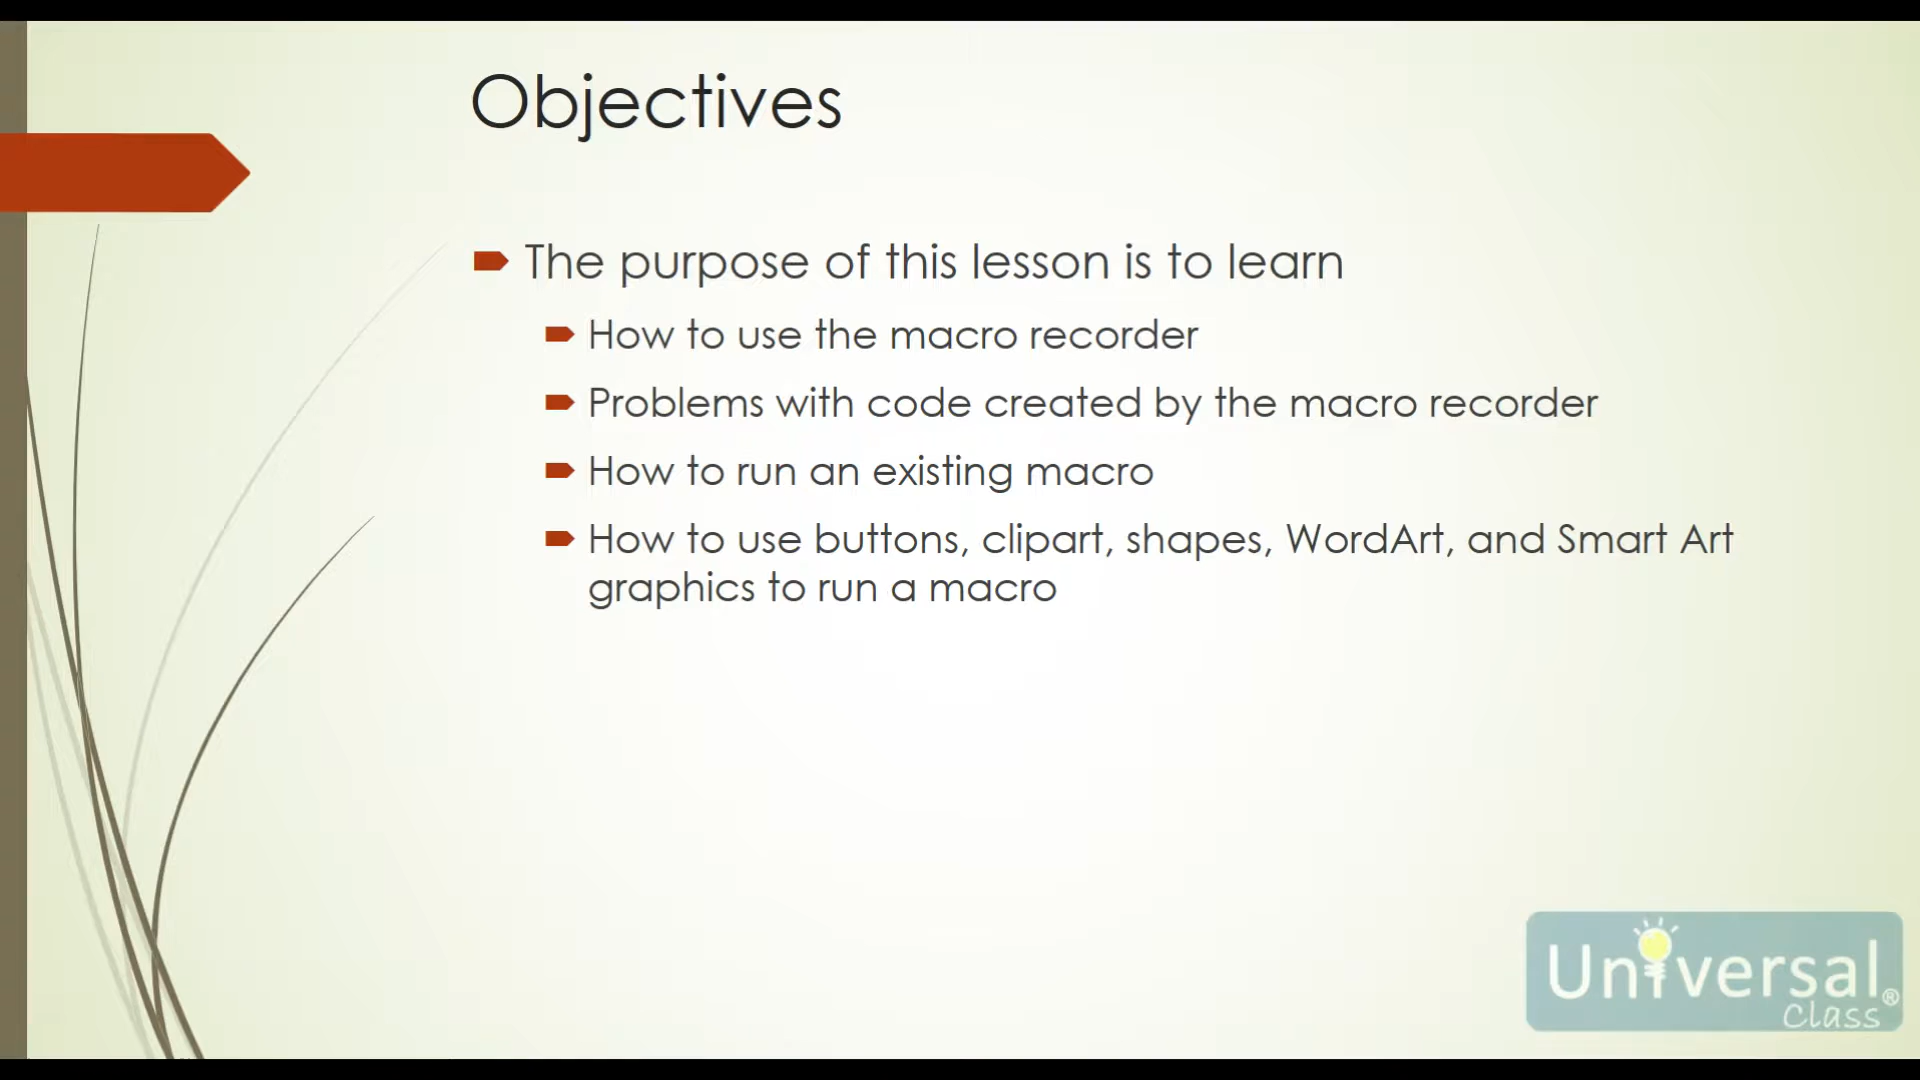 Objectives
The purpose of this lesson is to learn
How to use the macro recorder
Problems with code created by the macro recorder
How to run an existing macro
How to use buttons, clipart, shapes, WordArt, and Smart Art
graphics to run a macro
Universal®
Class